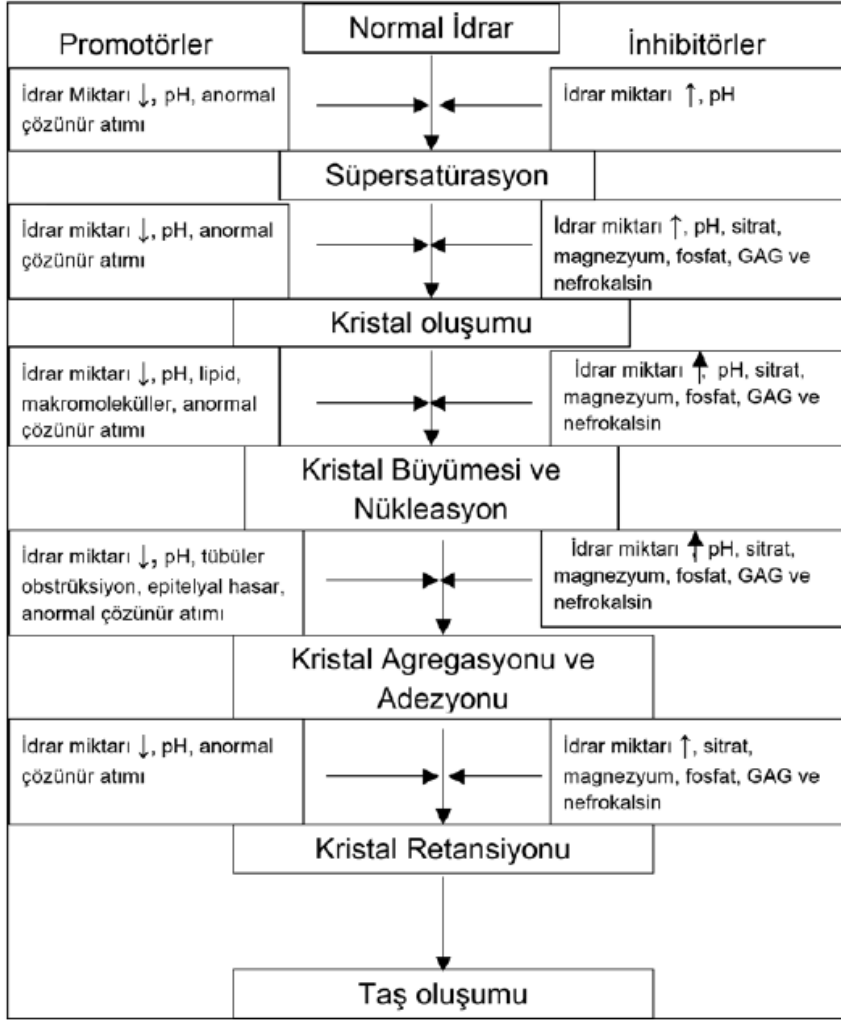 Normal İdrar
Promotörler
İnhibitörler
İdrar Miktarı ↓, pH, anormal
çözünür atımı
İdrar miktarı ↑, pH
Süpersatürasyon
İdrar miktarı ↓, pH, anormal
çözünür atımı
İdrar miktarı ↑, pH, sitrat,
magnezyum, fosfat, GAG ve
nefrokalsin
Kristal oluşumu
İdrar miktarı ↓, pH, lipid,
makromoleküller, anormal
çözünür atımı
İdrar miktarı ↑, pH, sitrat,
magnezyum, fosfat, GAG ve
nefrokalsin
Kristal Büyümesi ve
Nükleasyon
İdrar miktarı ↓, pH, tübüler
obstrüksiyon, epitelyal hasar,
anormal çözünür atımı
İdrar miktarı ↑ pH, sitrat,
magnezyum, fosfat, GAG ve
nefrokalsin
Kristal Agregasyonu ve
Adezyonu
İdrar miktarı ↓, pH, anormal
çözünür atımı
İdrar miktarı ↑, sitrat,
magnezyum, fosfat, GAG ve
nefrokalsin
Kristal Retansiyonu
Taş oluşumu